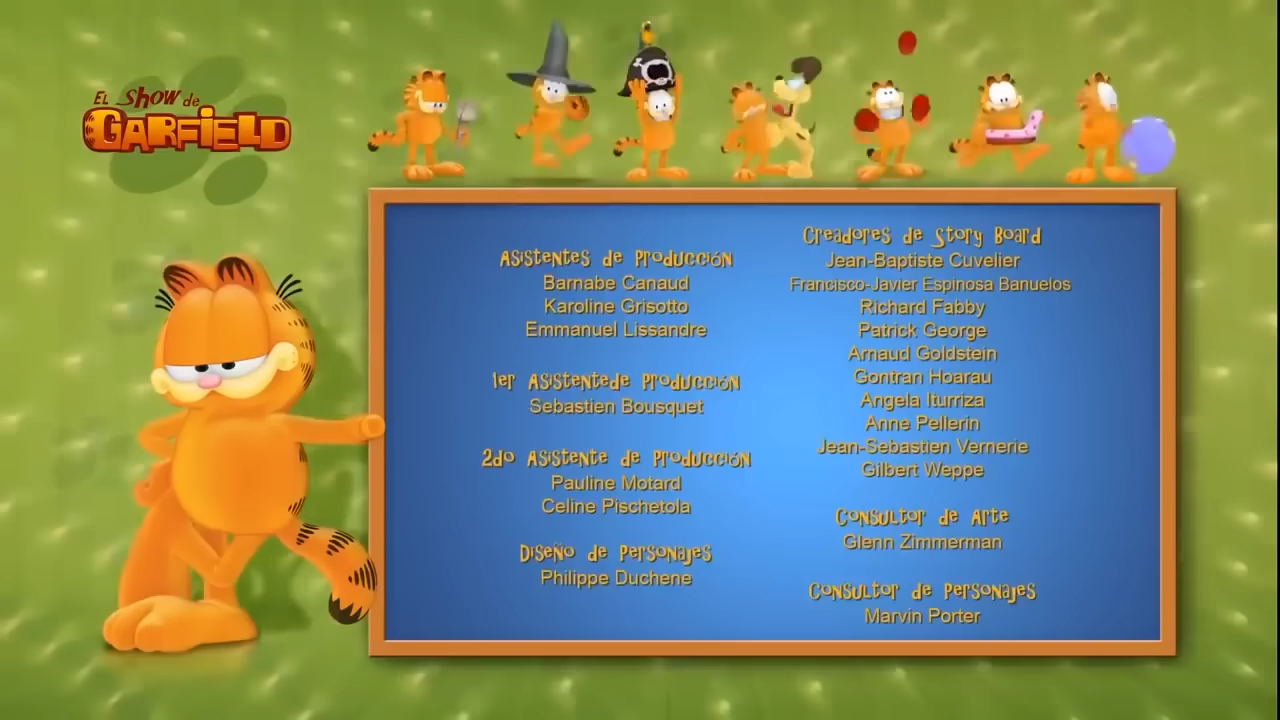 El Show de
GARFIELD
Asistentes de Producción
Barnabe Canaud
Karoline Grisotto
Emmanuel Lissandre
1er Asistentede Producción
Sebastien Bousquet
2do Asistente de Producción
Pauline Motard
Celine Pischetola
Diseño de Personajes
Philippe Duchene
Creadores de Story Board
Jean-Baptiste Cuvelier
Francisco-Javier Espinosa Banuelos
Richard Fabby
Patrick George
Arnaud Goldstein
Gontran Hoarau
Angela Iturriza
Anne Pellerin
Jean-Sebastien Vernerie
Gilbert Weppe
Consultor de Arte
Glenn Zimmerman
Consultor de Personajes
Marvin Porter